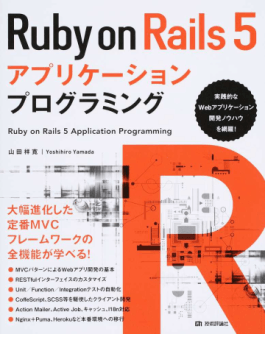 Ruby on Rails 5
アプリケーション
プログラミング
Ruby on Rails 5 Application Programming
山田祥寛 / Yoshihiro Yamada
実践的な
Webアプリケーション
開発ノウハウ
を網羅!
大幅進化した
定番MVC
フレームワークの
全機能が学べる!
● MVCパターンによるWebアプリ開発の基本
● RESTfulインターフェイスのカスタマイズ
● Unit/Function/Integrationテストの自動化
● CoffeeScript、SCSS等を駆使したクライアント開発
● Action Mailer、Active Job、キャッシュ、i18n対応
● Nginx+Puma、Herokuなど本番環境への移行
R
技術評論社